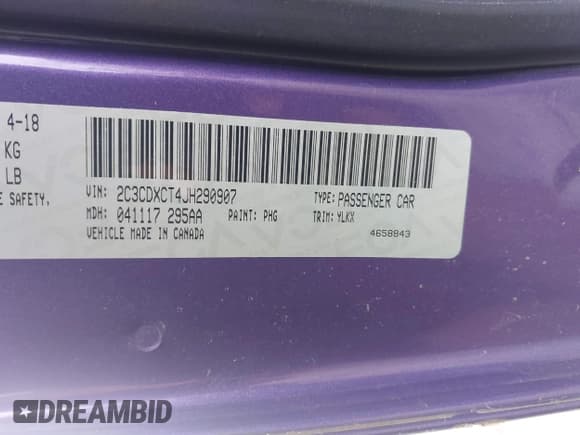 4-18
KG
LB
E SAFETY,
VIN: 2C3CDXCT4JH290907 TYPE: PASSENGER CAR
MDH: 041117 295AA PAINT: PHG TRIM: YLKX
VEHICLE MADE IN CANADA 4658843
DREAMBID